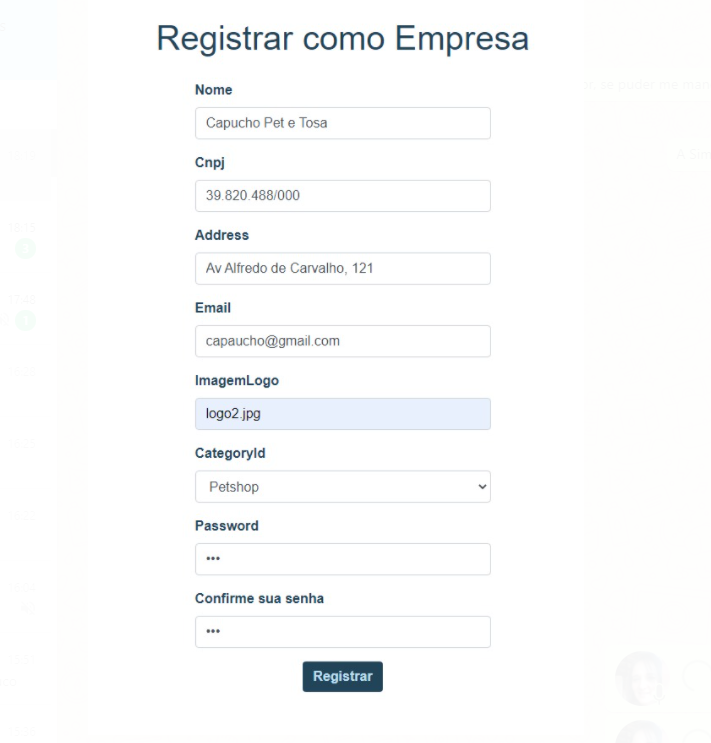 Registrar como Empresa
Nome
Capucho Pet e Tosa
Cnpj
39.820.488/000
Address
Av Alfredo de Carvalho, 121
Email
capaucho@gmail.com
ImagemLogo
logo2.jpg
CategoryId
Petshop
Password
•••
Confirme sua senha
•••
Registrar